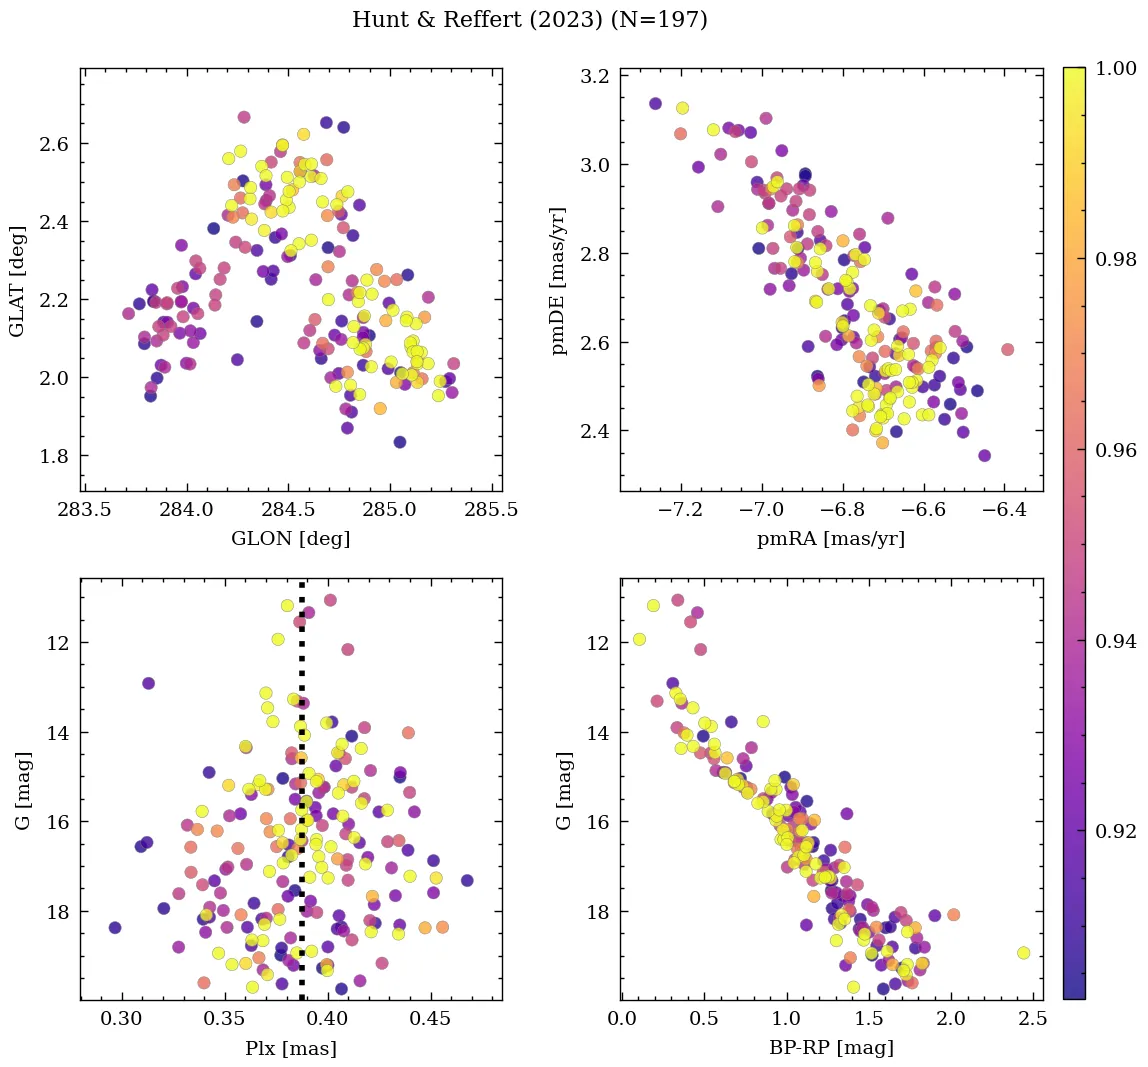 Hunt & Reffert (2023) (N=197)
2.6
2.4
2.2
2.0
1.8
GLAT [deg]
283.5 284.0 284.5 285.0 285.5
GLON [deg]
3.2
3.0
2.8
2.6
2.4
pmDE [mas/yr]
−7.2 −7.0 −6.8 −6.6 −6.4
pmRA [mas/yr]
12
14
16
18
G [mag]
0.30 0.35 0.40 0.45
Plx [mas]
12
14
16
18
G [mag]
0.0 0.5 1.0 1.5 2.0 2.5
BP-RP [mag]
1.00
0.98
0.96
0.94
0.92